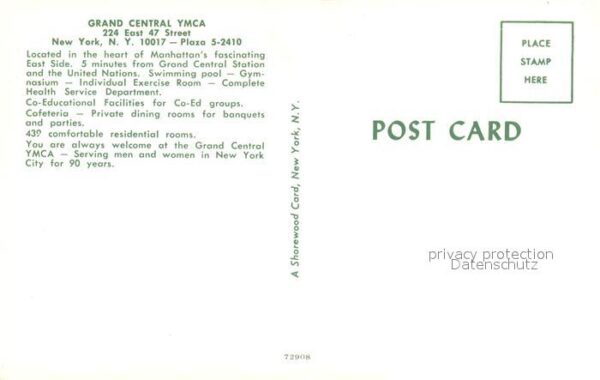 GRAND CENTRAL YMCA
224 East 47 Street
New York, N. Y. 10017 — Plaza 5-2410
Located in the heart of Manhattan's fascinating
East Side. 5 minutes from Grand Central Station
and the United Nations. Swimming pool — Gym-
nasium — Individual Exercise Room — Complete
Health Service Department.
Co-Educational Facilities for Co-Ed groups.
Cafeteria — Private dining rooms for banquets
and parties.
439 comfortable residential rooms.
You are always welcome at the Grand Central
YMCA — Serving men and women in New York
City for 90 years.
A Shorewood Card, New York, N.Y.
PLACE
STAMP
HERE
POST CARD
privacy protection
Datenschutz
72908